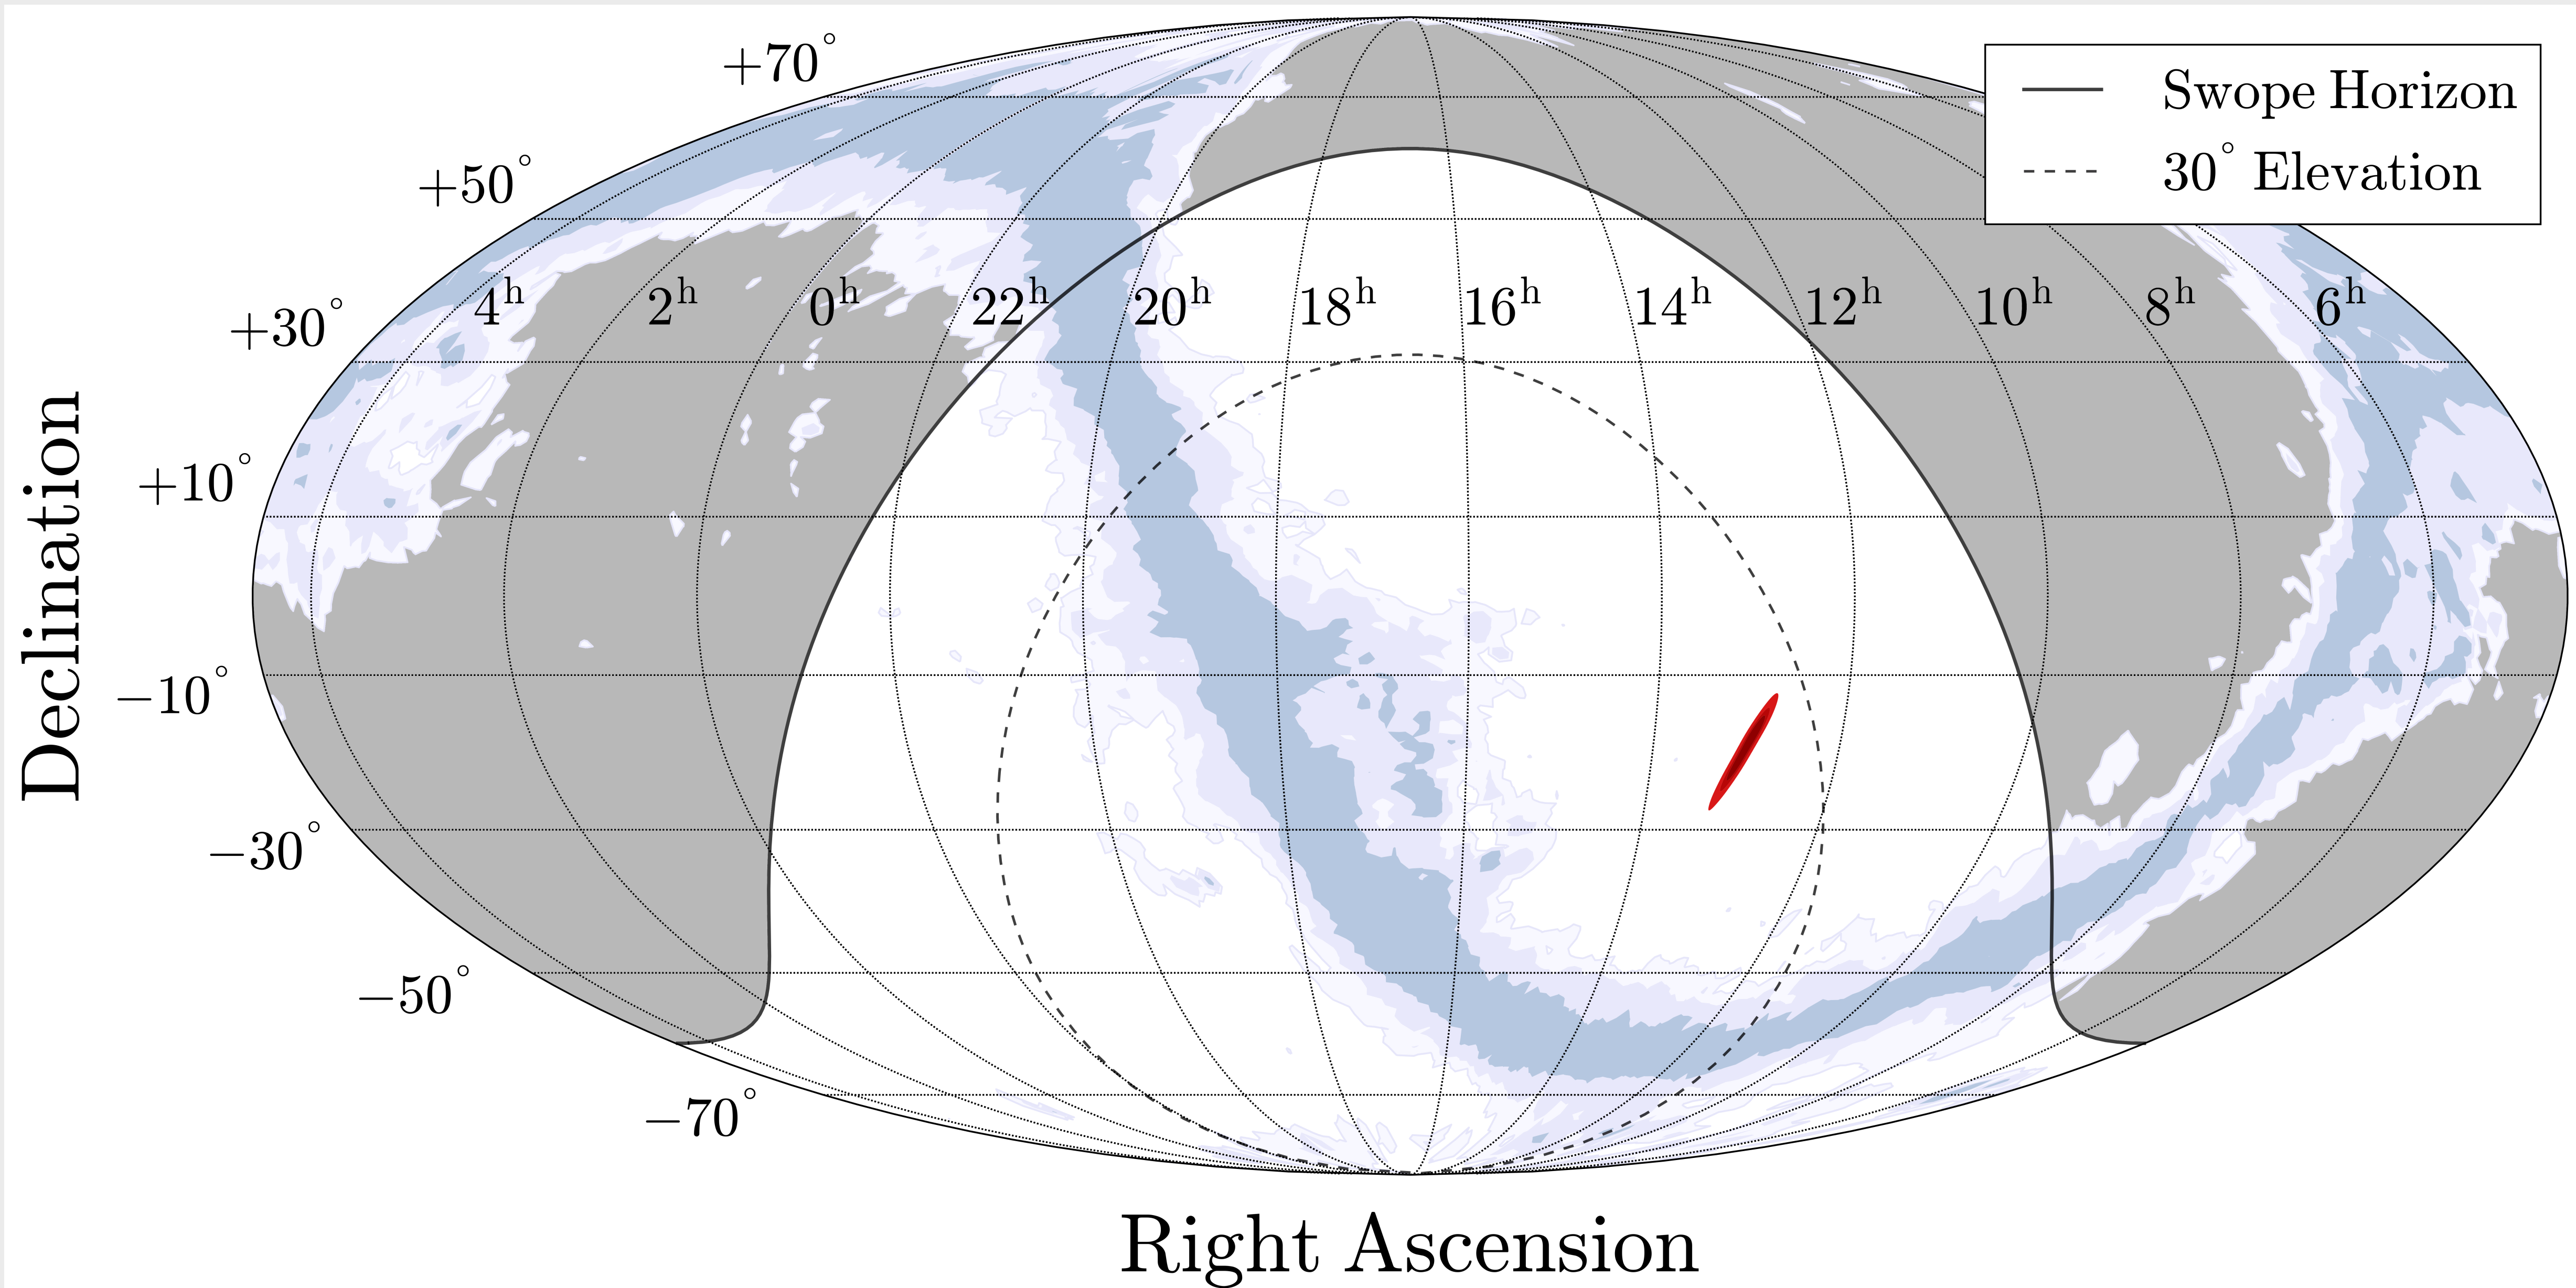 Swope Horizon
30° Elevation
+70°
+50°
+30°
+10°
−10°
−30°
−50°
−70°
4h 2h 0h 22h 20h 18h 16h 14h 12h 10h 8h 6h
Declination
Right Ascension